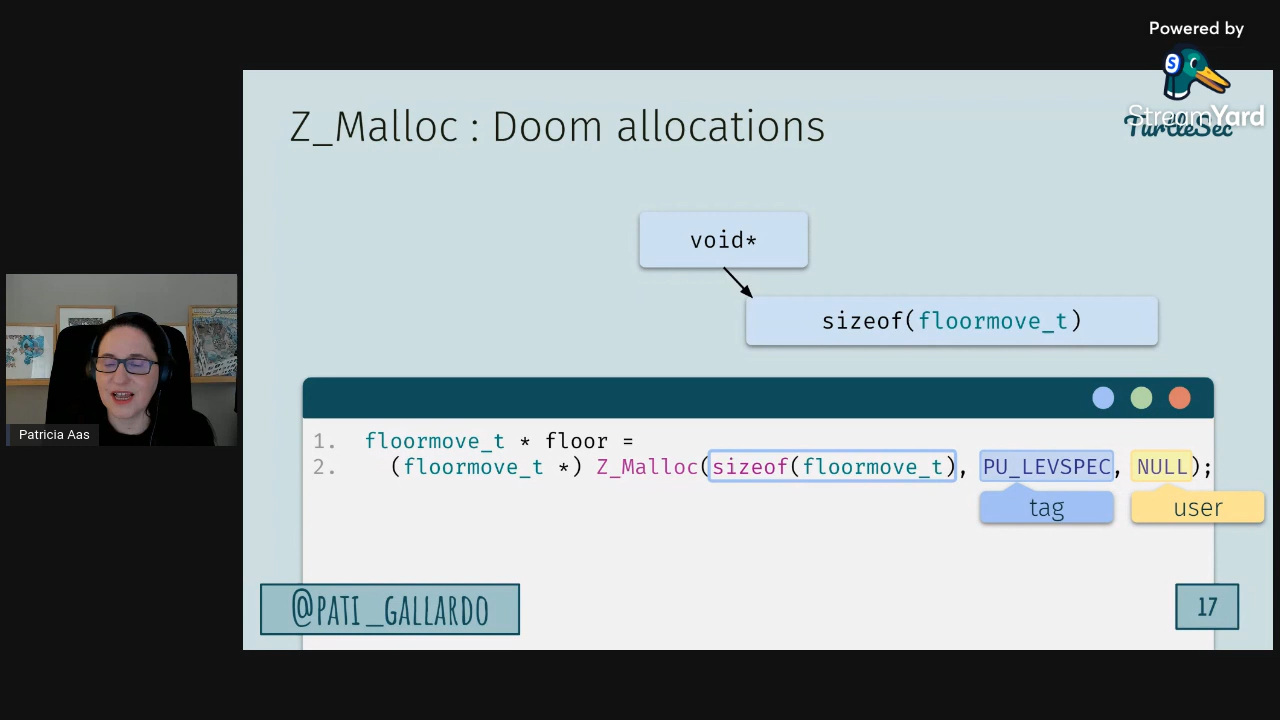 Powered by
StreamYard
Z_Malloc : Doom allocations
TurtleSec
void*
sizeof(floormove_t)
Patricia Aas
1. floormove_t * floor =
2. (floormove_t *) Z_Malloc(sizeof(floormove_t), PU_LEVSPEC, NULL);
tag
user
@PATI_GALLARDO
17